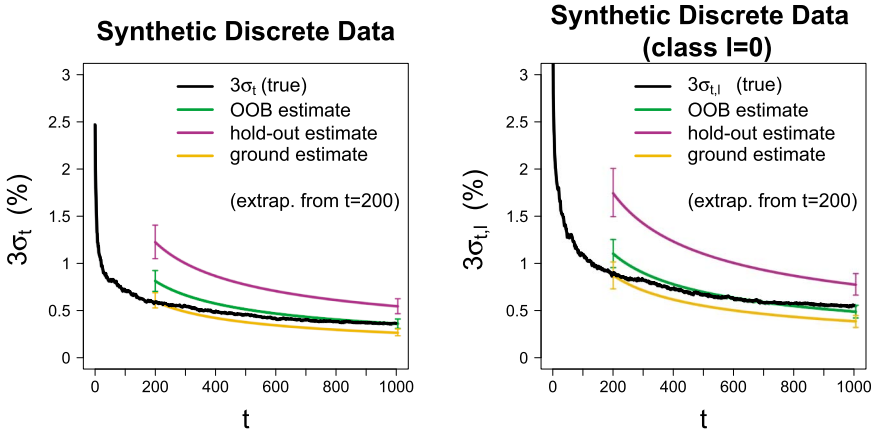 Synthetic Discrete Data
3σt (true)
OOB estimate
hold-out estimate
ground estimate
(extrap. from t=200)
3σt (%)
3
2.5
2
1.5
1
0.5
0
0 200 400 600 800 1000
t
Synthetic Discrete Data
(class l=0)
3σt,l (true)
OOB estimate
hold-out estimate
ground estimate
(extrap. from t=200)
3σt,l (%)
3
2.5
2
1.5
1
0.5
0
0 200 400 600 800 1000
t